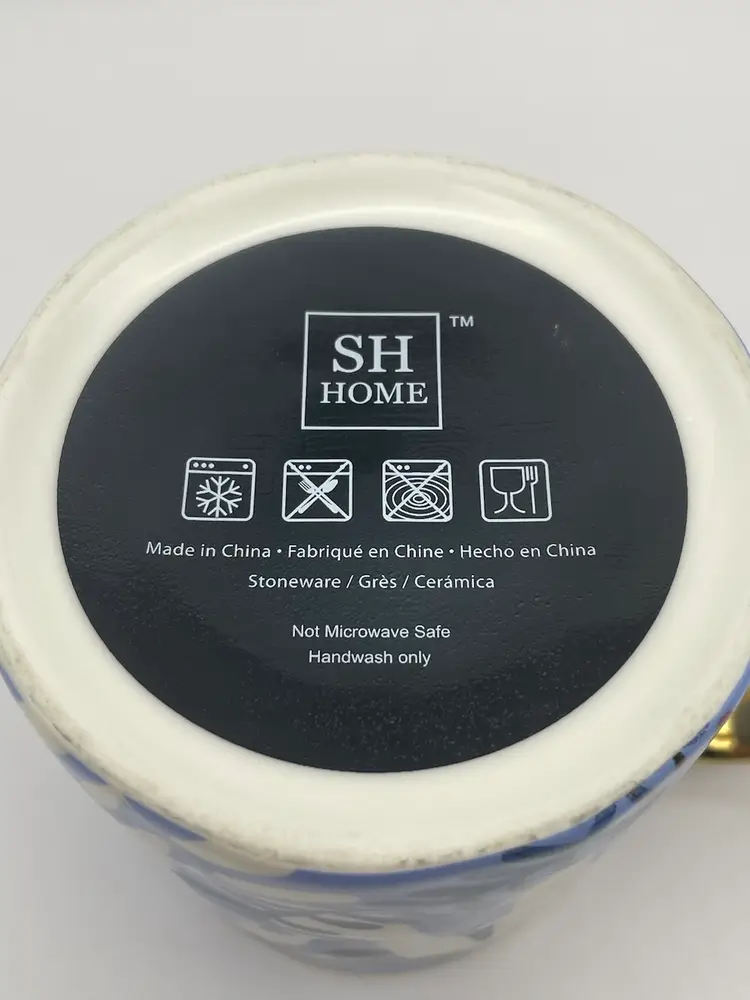 SH
HOME
TM
Made in China • Fabriqué en Chine • Hecho en China
Stoneware / Grès / Cerámica
Not Microwave Safe
Handwash only